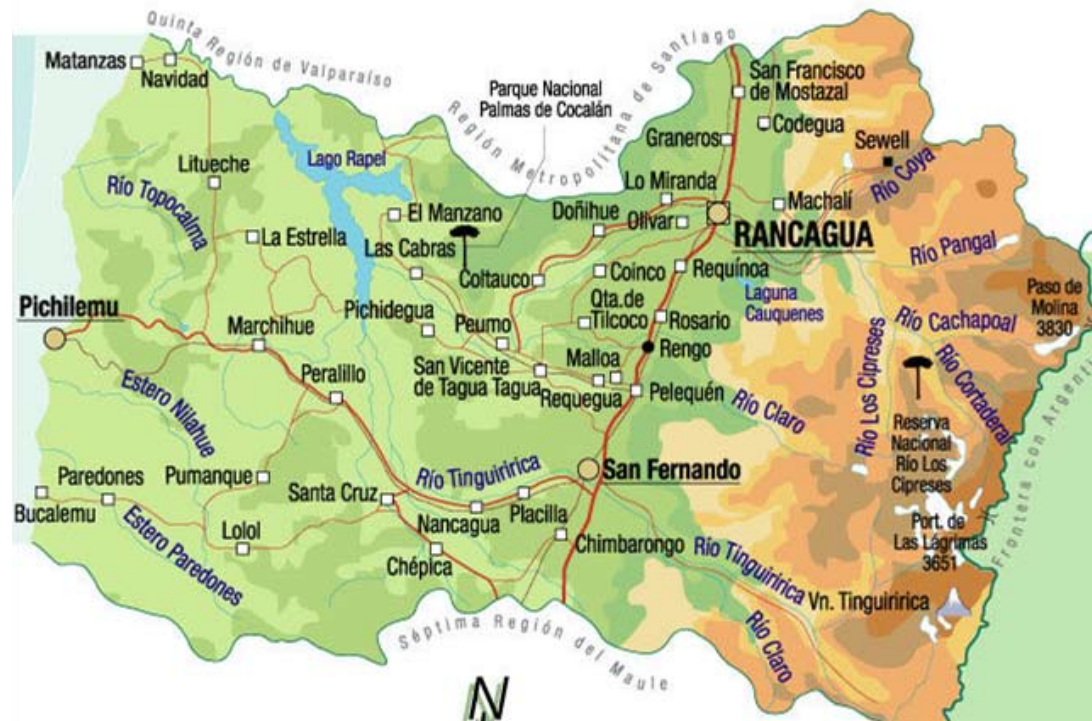 Quinta Región de Valparaíso
Región Metropolitana de Santiago
Matanzas
Navidad
Parque Nacional
Palmas de Cocalán
San Francisco
de Mostazal
Graneros
Codegua
Sewell
Lago Rapel
Litueche
Río Topocalma
Río Coya
Lo Miranda
Machalí
El Manzano
Doñihue
Olivar
RANCAGUA
La Estrella
Las Cabras
Coltauco
Coinco
Requínoa
Río Pangal
Laguna
Cauquenes
Paso de
Molina
3830
Pichilemu
Marchihue
Pichidegua
Peumo
Qta.de
Tilcoco
Rosario
Río Cachapoal
Rengo
Peralillo
San Vicente
de Tagua Tagua
Malloa
Requegua
Pelequén
Río Los Cipreses
Río Cortaderal
Estero Nilahue
Río Claro
Reserva
Nacional
Río Los
Cipreses
Frontera con Argenti
Paredones
Bucalemu
Pumanque
Río Tinguiririca
San Fernando
Santa Cruz
Nancagua
Placilla
Lolol
Estero Paredones
Chépica
Chimbarongo
Port. de
Las Lágrimas
3651
Río Tinguiririca
Vn. Tinguiririca
Río Claro
Séptima Región del Maule
N